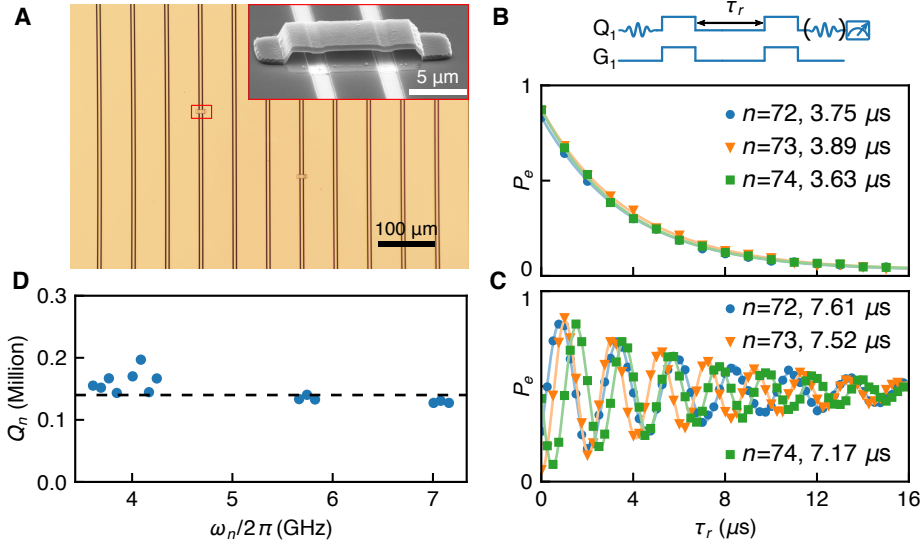 A
5 μm
100 μm
B
τr
Q1
G1
Pe
1
0
n=72, 3.75 μs
n=73, 3.89 μs
n=74, 3.63 μs
C
Pe
1
0
n=72, 7.61 μs
n=73, 7.52 μs
n=74, 7.17 μs
0 4 8 12 16
τr (μs)
D
Qn (Million)
0.3
0.2
0.1
0.0
4 5 6 7
ωn/2π (GHz)